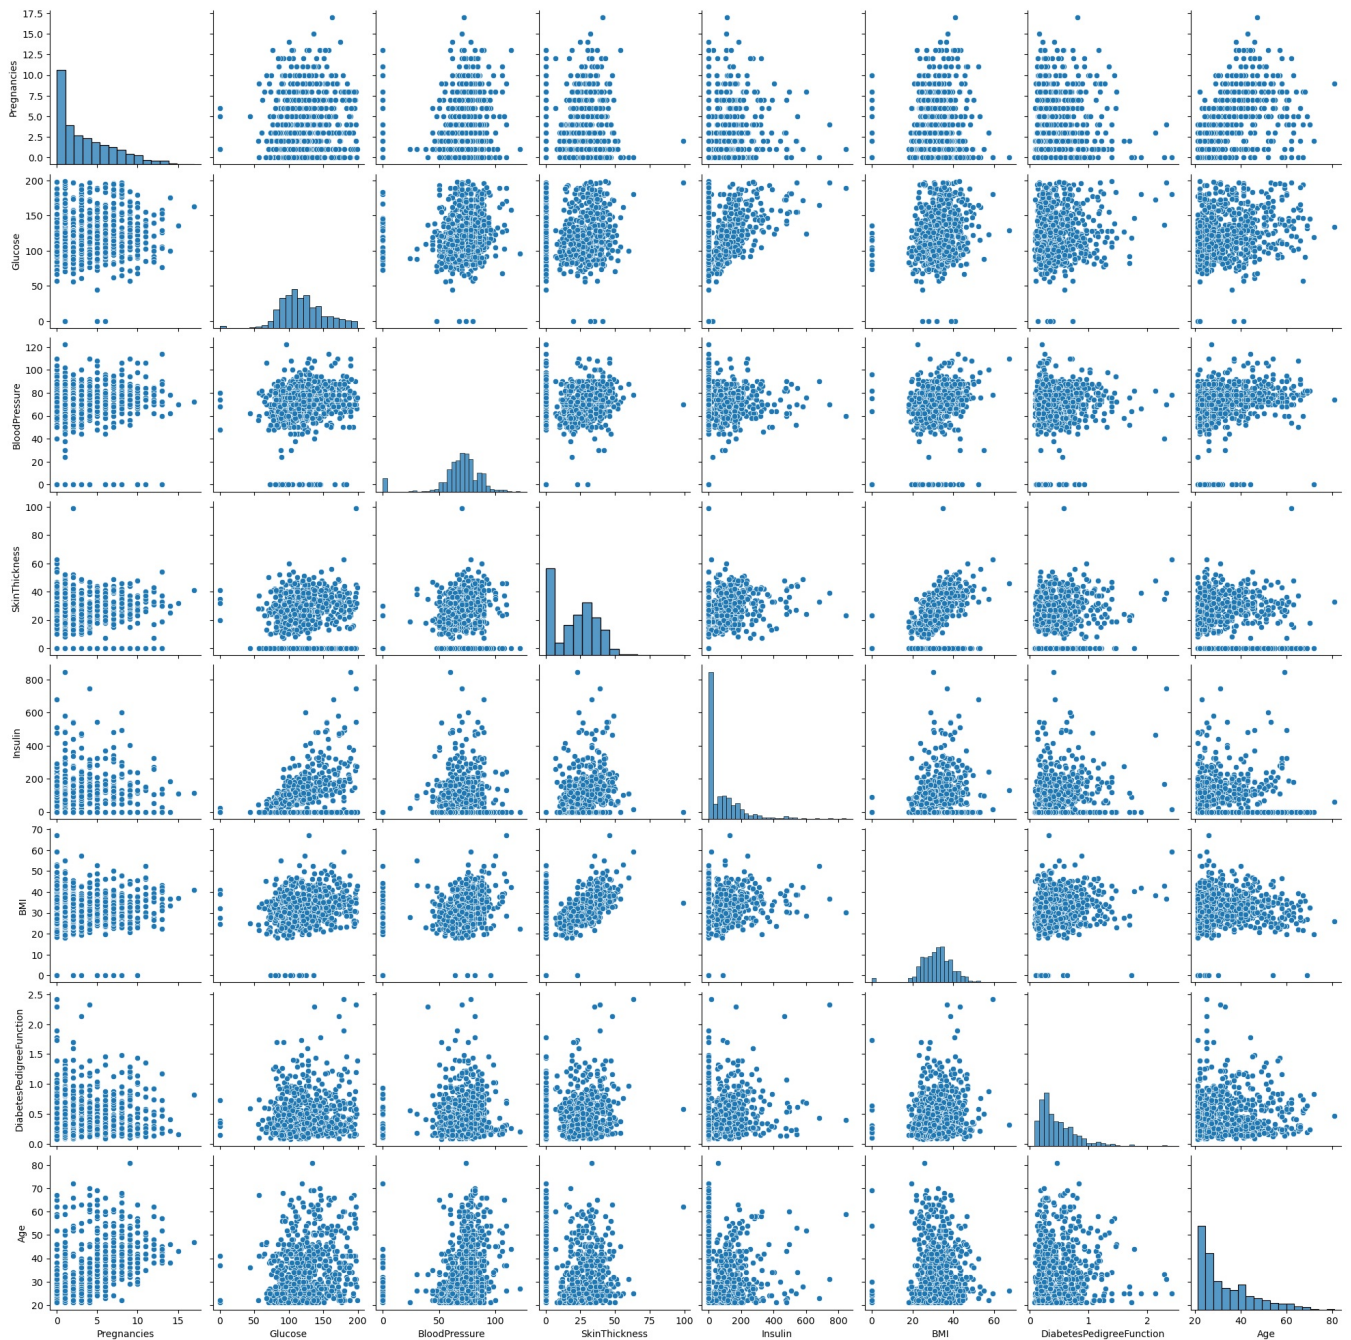 17.5
15.0
12.5
10.0
7.5
5.0
2.5
0.0
Pregnancies
200
150
100
50
0
Glucose
120
100
80
60
40
20
0
BloodPressure
100
80
60
40
20
0
SkinThickness
800
600
400
200
0
Insulin
70
60
50
40
30
20
10
0
BMI
2.5
2.0
1.5
1.0
0.5
0.0
DiabetesPedigreeFunction
80
70
60
50
40
30
20
Age
0 5 10 15
Pregnancies
0 50 100 150 200
Glucose
0 50 100
BloodPressure
0 25 50 75 100
SkinThickness
0 200 400 600 800
Insulin
0 20 40 60
BMI
0 1 2
DiabetesPedigreeFunction
20 40 60 80
Age